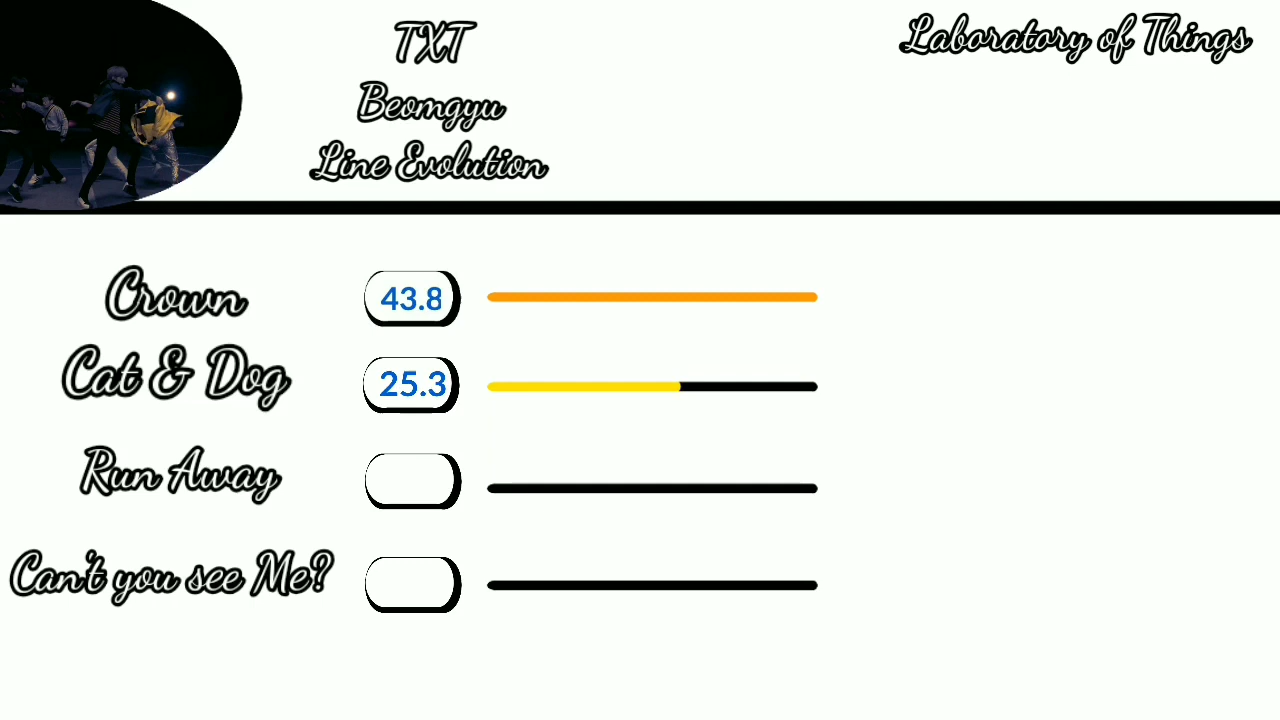 TXT
Beomgyu
Line Evolution
Laboratory of Things
Crown
43.8
Cat & Dog
25.3
Run Away
Can't you see Me?